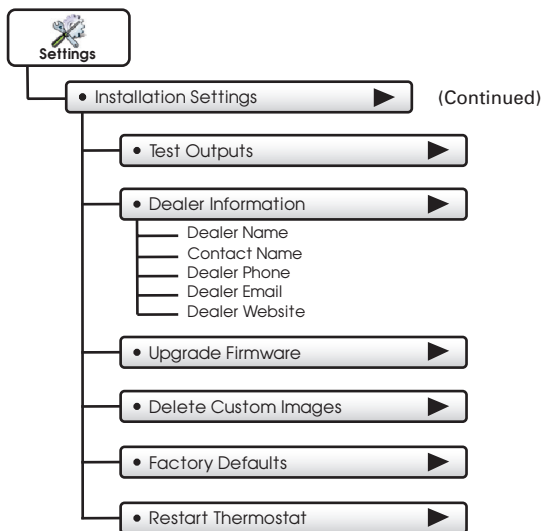 Settings
• Installation Settings (Continued)
• Test Outputs
• Dealer Information
Dealer Name
Contact Name
Dealer Phone
Dealer Email
Dealer Website
• Upgrade Firmware
• Delete Custom Images
• Factory Defaults
• Restart Thermostat